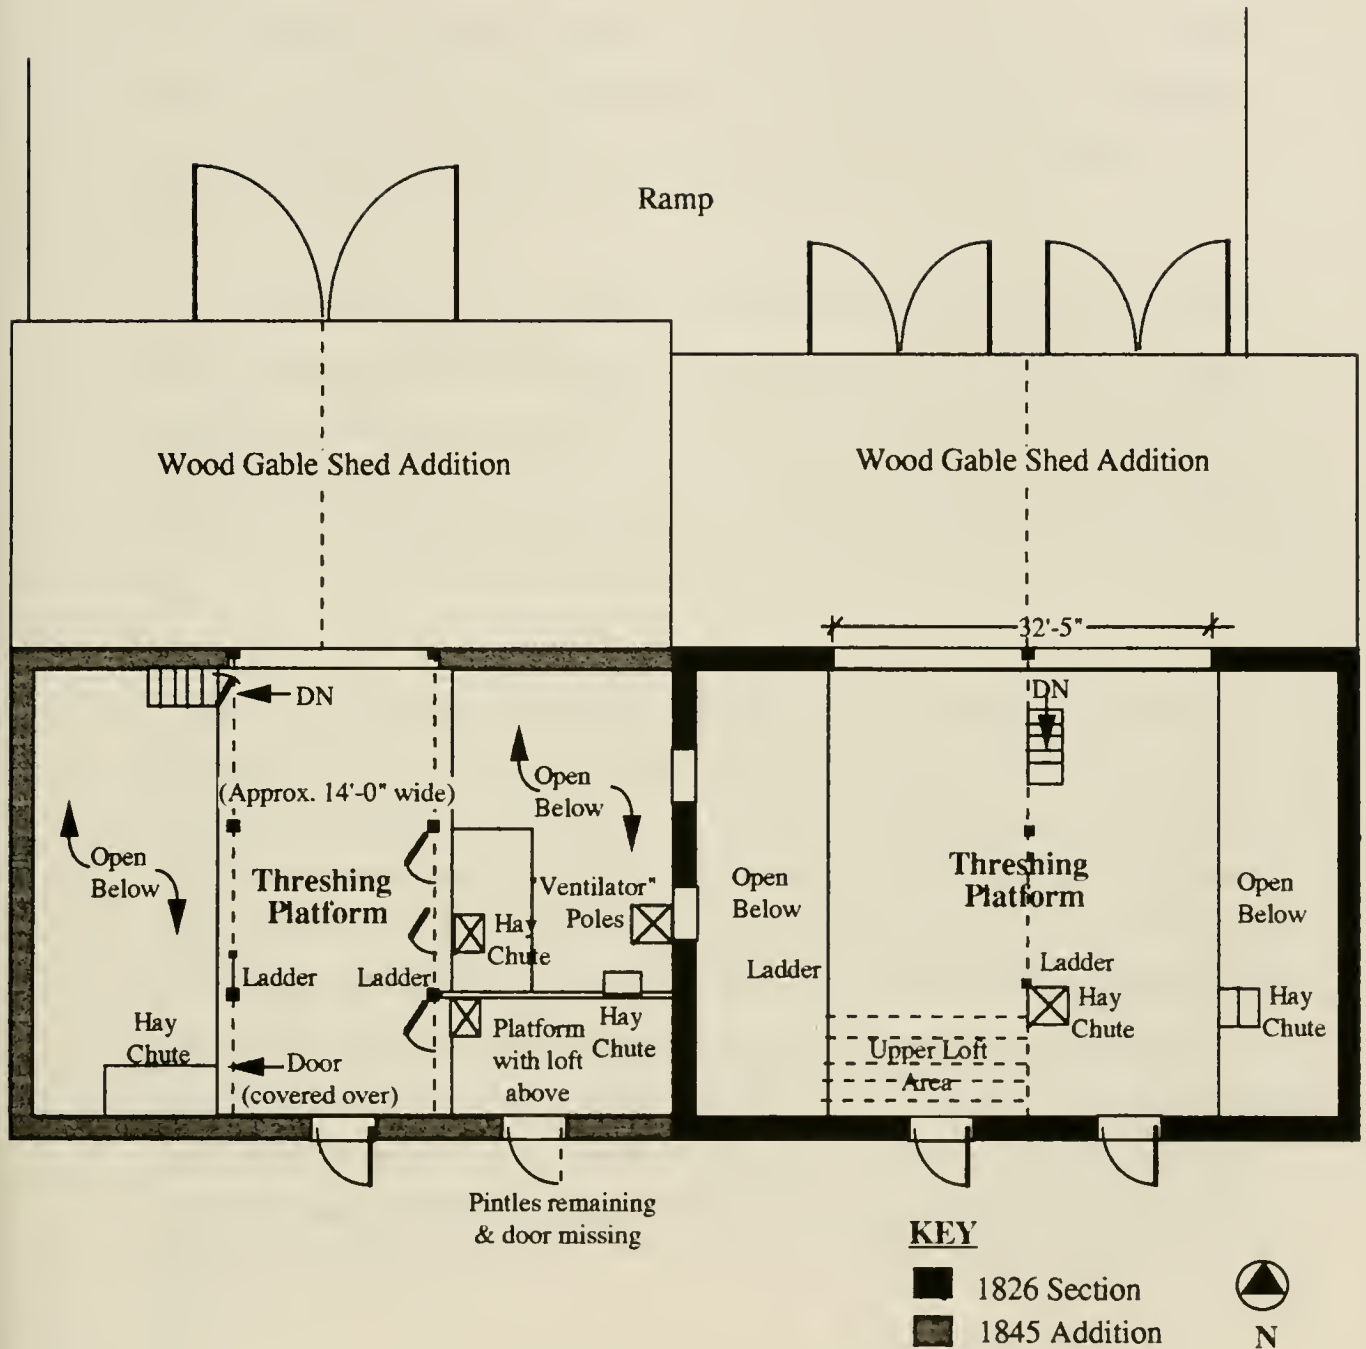 Ramp
Wood Gable Shed Addition
Wood Gable Shed Addition
32'-5"
DN
DN
(Approx. 14'-0" wide)
Open
Below
Open
Below
Threshing
Platform
"Ventilator"
Poles
Hay
Chute
Ladder
Ladder
Hay
Chute
Door
(covered over)
Platform
with loft
above
Hay
Chute
Open
Below
Threshing
Platform
Open
Below
Ladder
Ladder
Hay
Chute
Hay
Chute
Upper Loft
Area
Pintles remaining
& door missing
KEY
1826 Section
1845 Addition
N